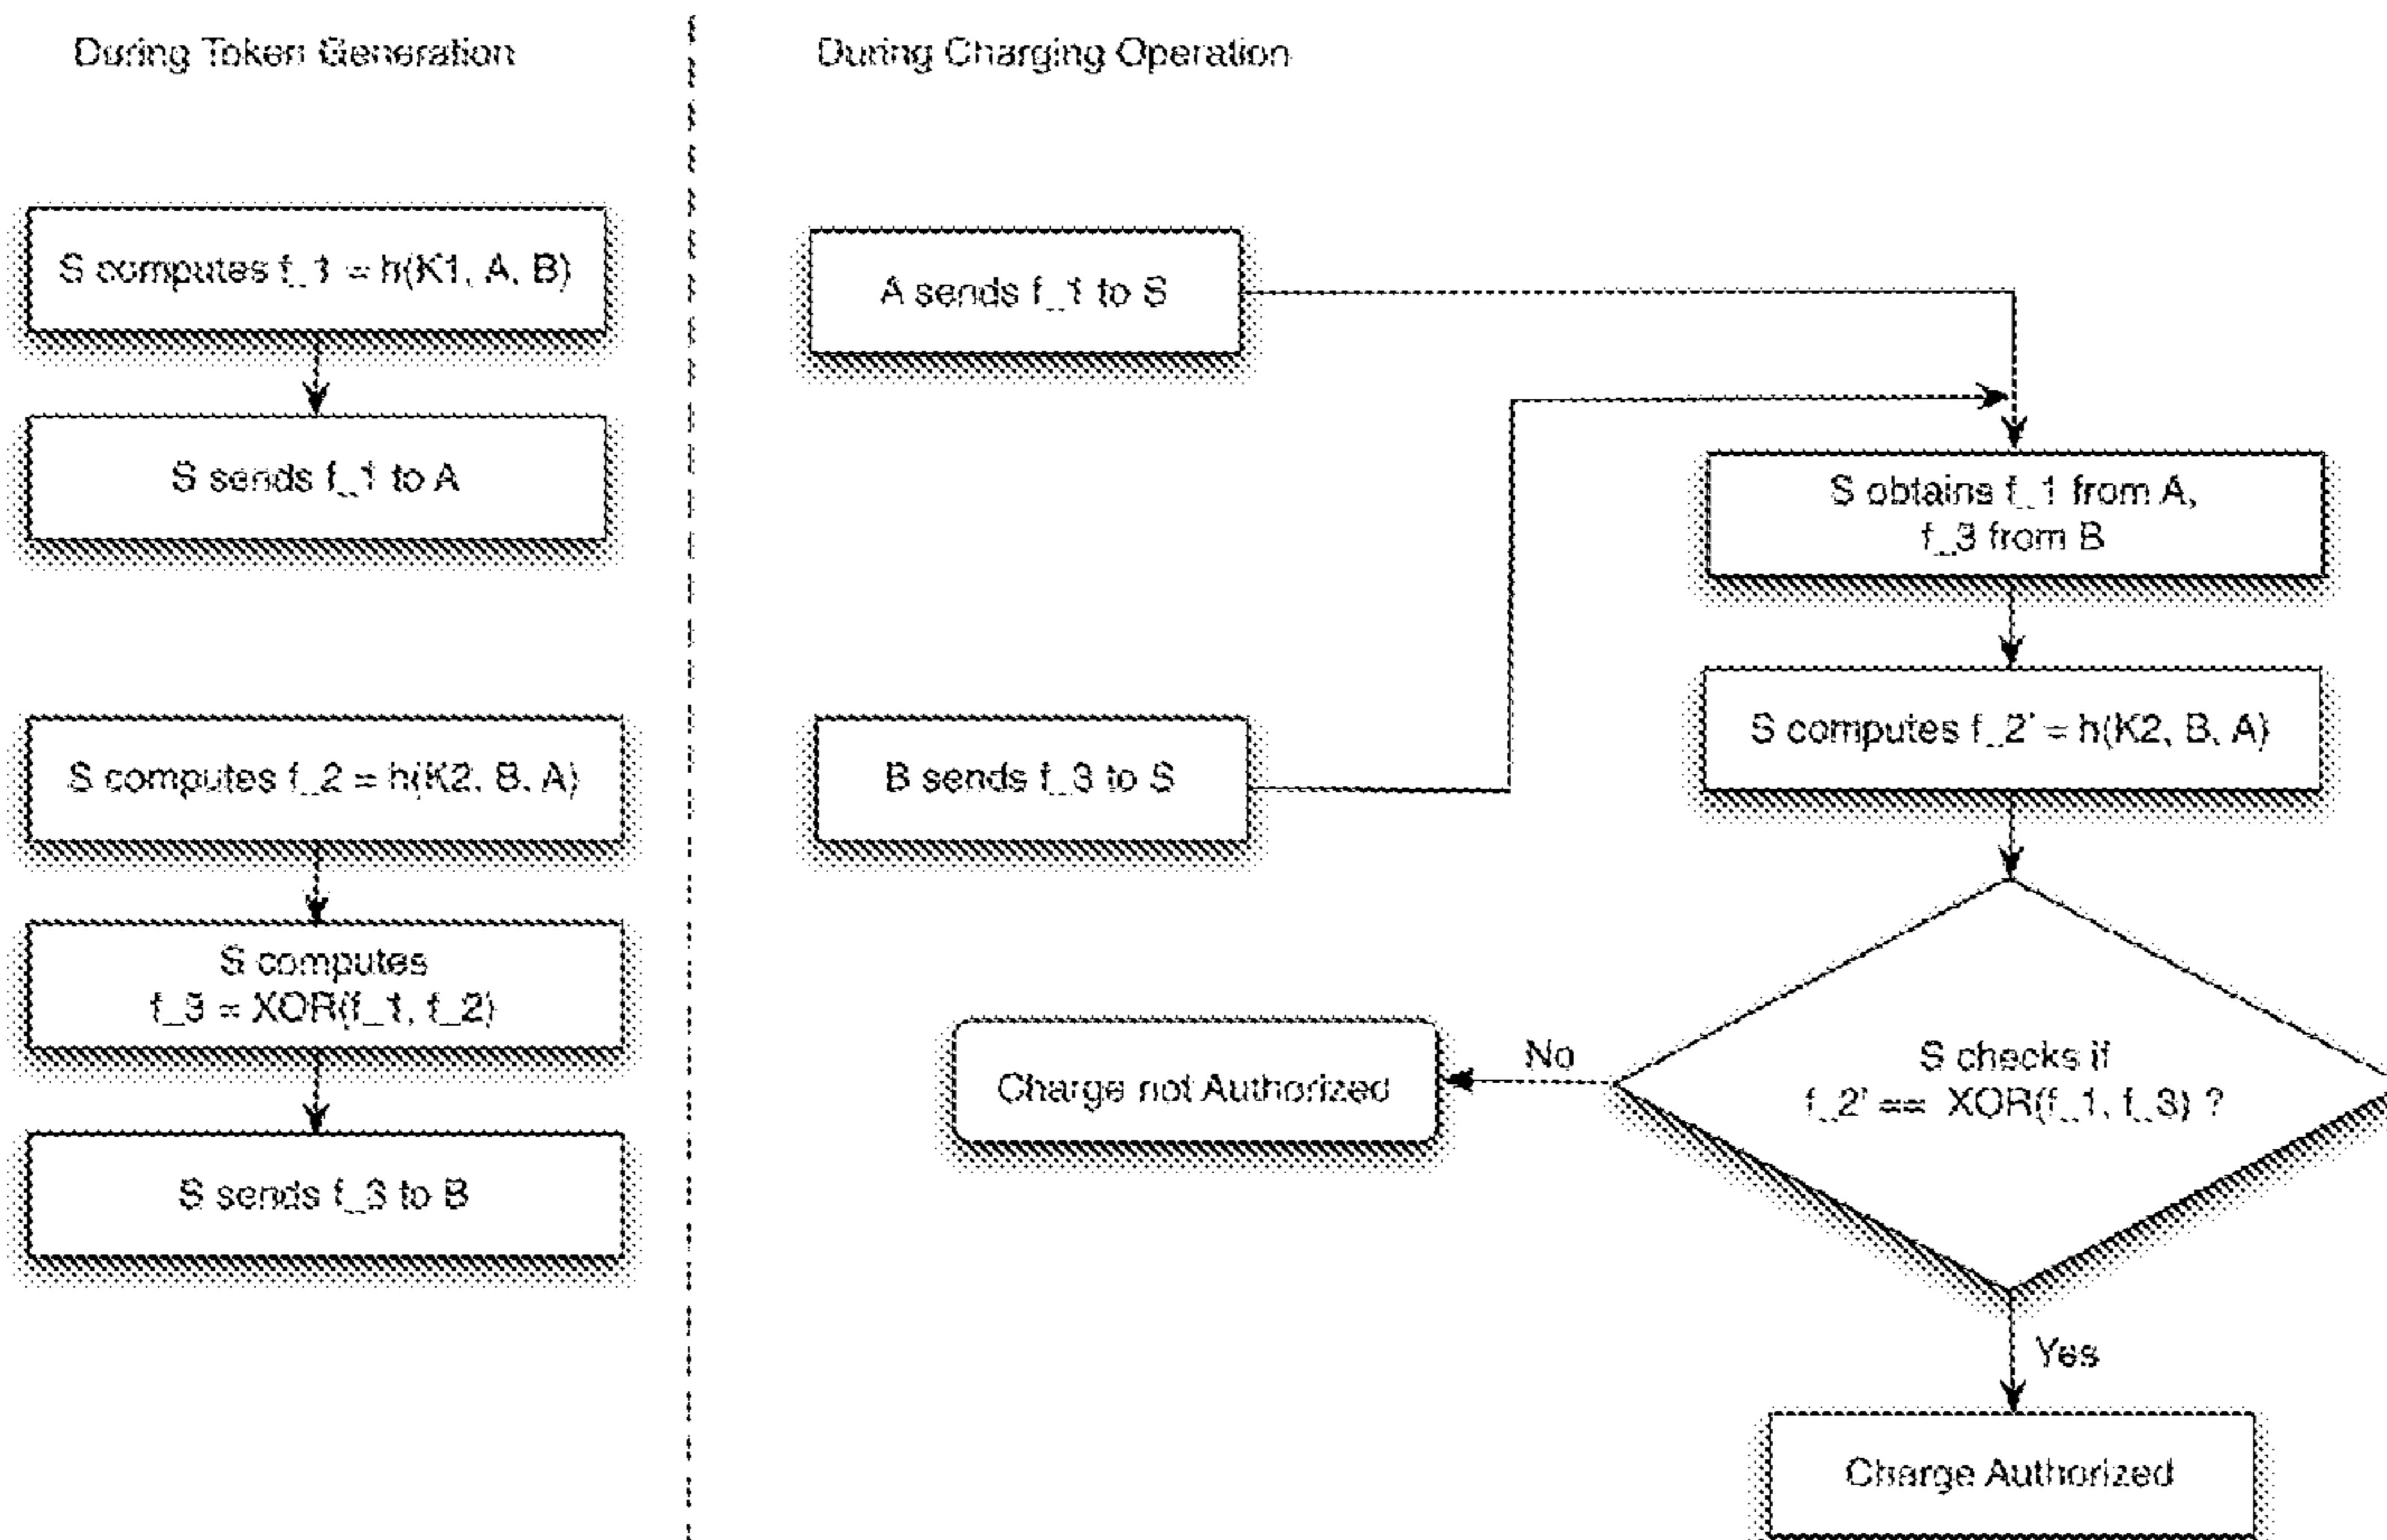 During Token Generation
During Charging Operation
S computes f_1 = h(K1, A, B)
S sends f_1 to A
S computes f_2 = h(K2, B, A)
S computes
f_3 = XOR(f_1, f_2)
S sends f_3 to B
A sends f_1 to S
B sends f_3 to S
S obtains f_1 from A,
f_3 from B
S computes f_2' = h(K2, B, A)
S checks if
f_2' == XOR(f_1, f_3) ?
No
Charge not Authorized
Yes
Charge Authorized